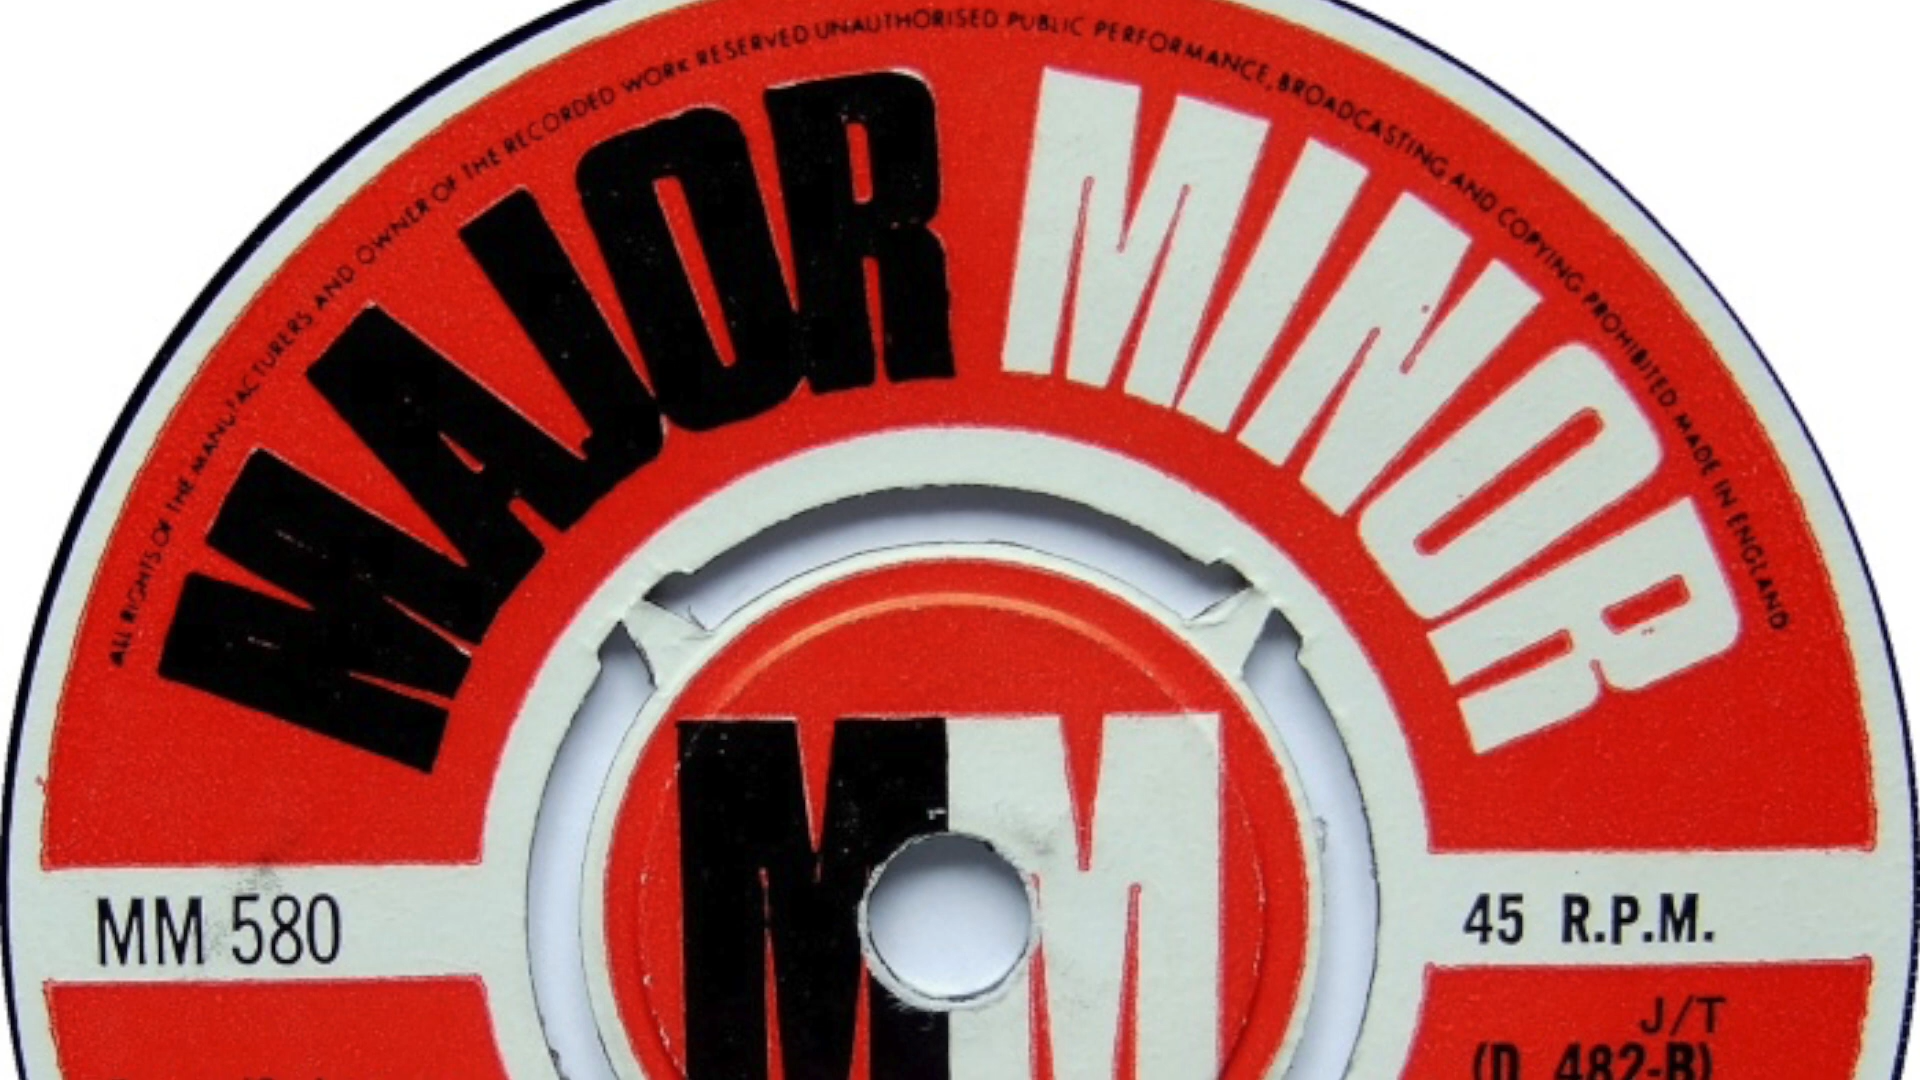 ALL RIGHTS OF THE MANUFACTURERS AND OWNER OF THE RECORDED WORK RESERVED UNAUTHORISED PUBLIC PERFORMANCE, BROADCASTING AND COPYING PROHIBITED MADE IN ENGLAND
MAJOR MINOR
MM
MM 580
45 R.P.M.
J/T
(D 482-B)